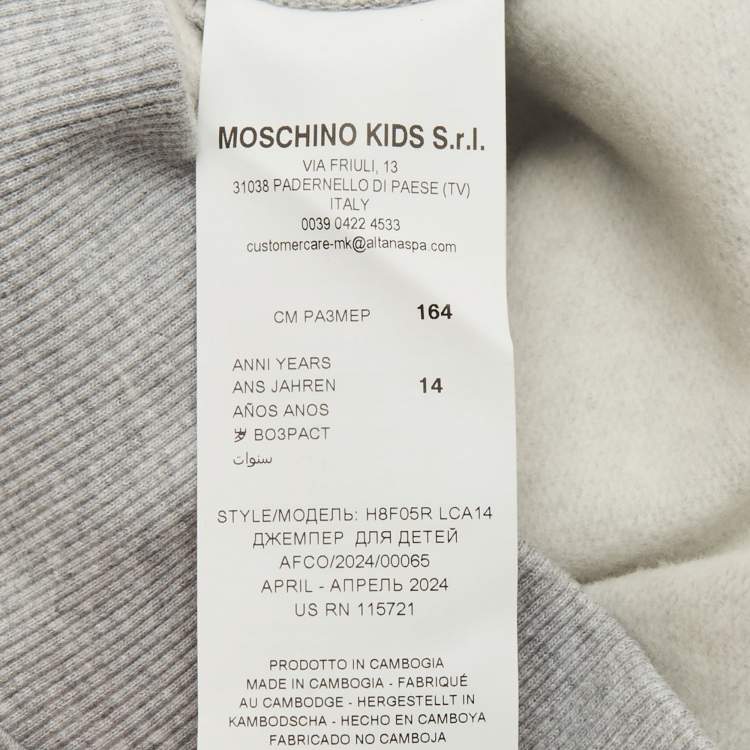 MOSCHINO KIDS S.r.l.
VIA FRIULI, 13
31038 PADERNELLO DI PAESE (TV)
ITALY
0039 0422 4533
customercare-mk@altanaspa.com
СМ РАЗМЕР 164
ANNI YEARS
ANS JAHREN 14
AÑOS ANOS
岁 ВОЗРАСТ
سنوات
STYLE/МОДЕЛЬ: H8F05R LCA14
ДЖЕМПЕР ДЛЯ ДЕТЕЙ
AFCO/2024/00065
APRIL - АПРЕЛЬ 2024
US RN 115721
PRODOTTO IN CAMBOGIA
MADE IN CAMBOGIA - FABRIQUÉ
AU CAMBODGE - HERGESTELLT IN
KAMBODSCHA - HECHO EN CAMBOYA
FABRICADO NO CAMBOJA